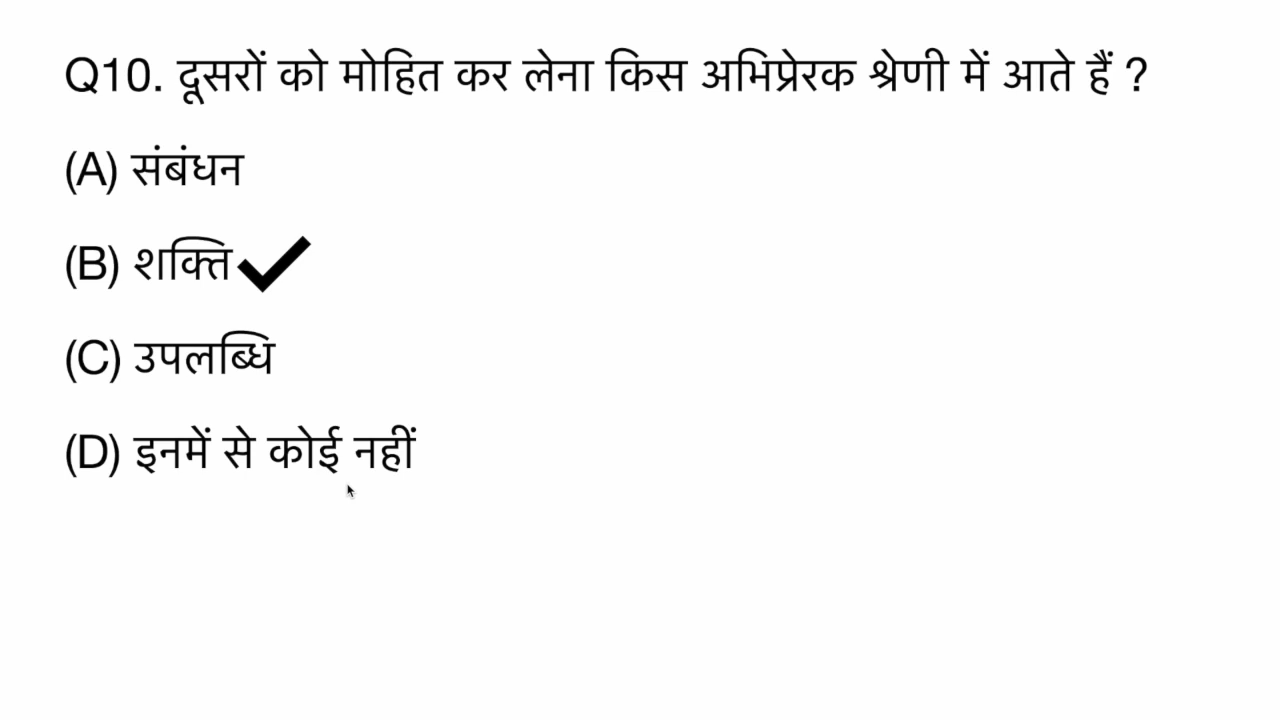 Q10. दूसरों को मोहित कर लेना किस अभिप्रेरक श्रेणी में आते हैं ?
(A) संबंधन
(B) शक्ति ✔
(C) उपलब्धि
(D) इनमें से कोई नहीं